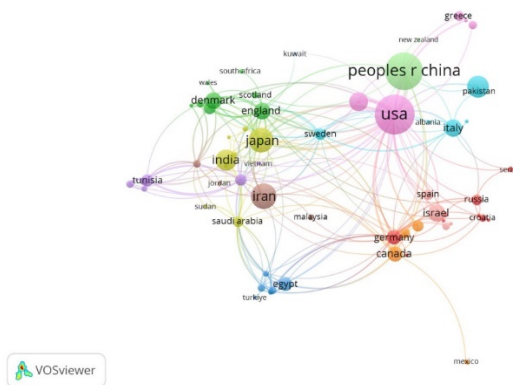 greece
new zealand
kuwait
peoples r china
south africa
wales
scotland
denmark
england
pakistan
usa
albania
italy
sweden
japan
india
vietnam
tunisia
jordan
iran
spain
russia
sudan
saudi arabia
malaysia
israel
croatia
germany
canada
egypt
turkiye
mexico
VOSviewer